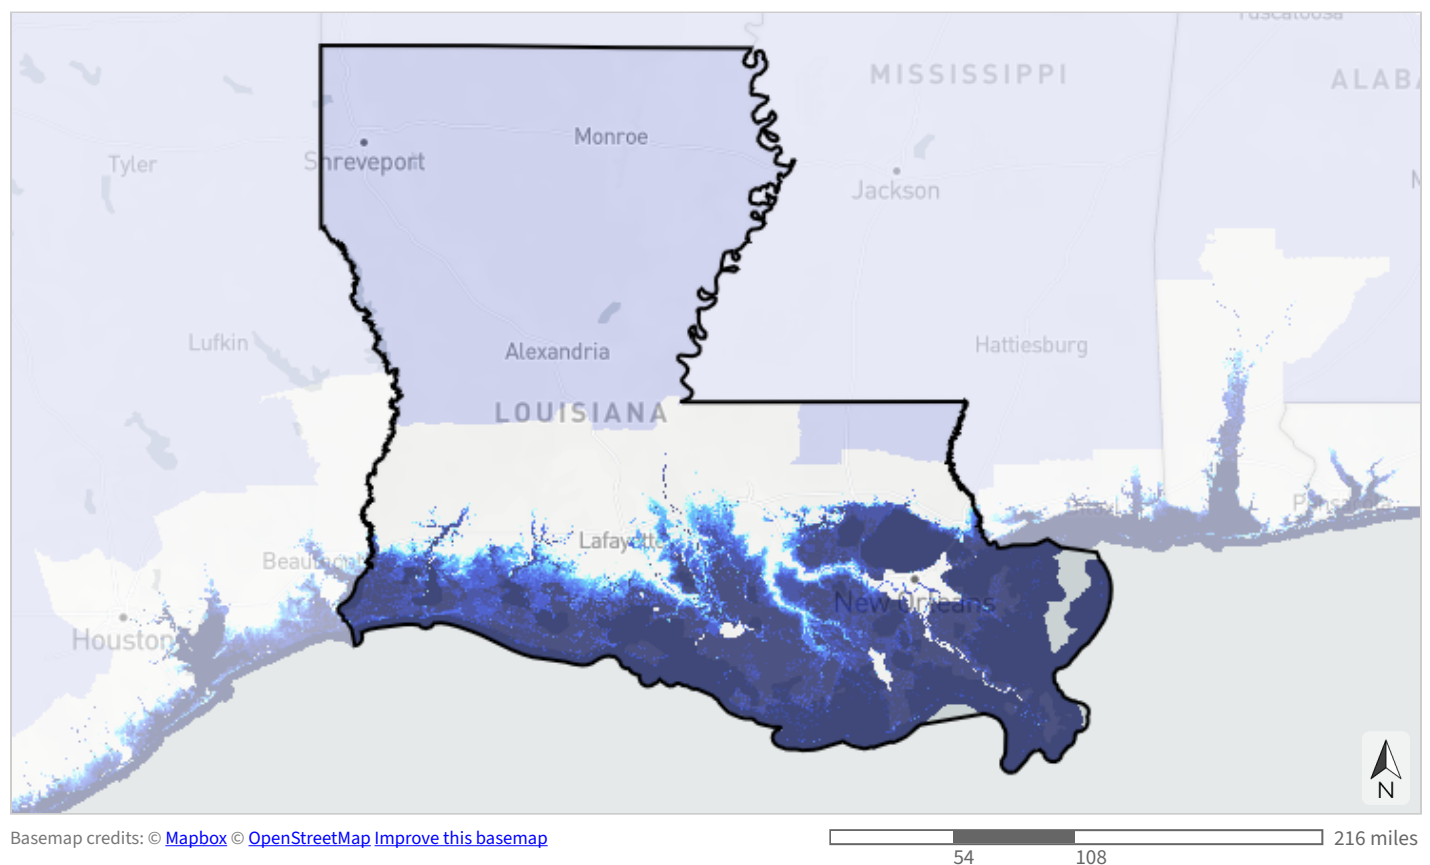 Tuscaloosa
MISSISSIPPI
ALABA
Monroe
Shreveport
Tyler
Jackson
Lufkin
Hattiesburg
Alexandria
LOUISIANA
Lafayette
Beaumont
New Orleans
Houston
N
Basemap credits: © Mapbox © OpenStreetMap Improve this basemap
216 miles
54 108